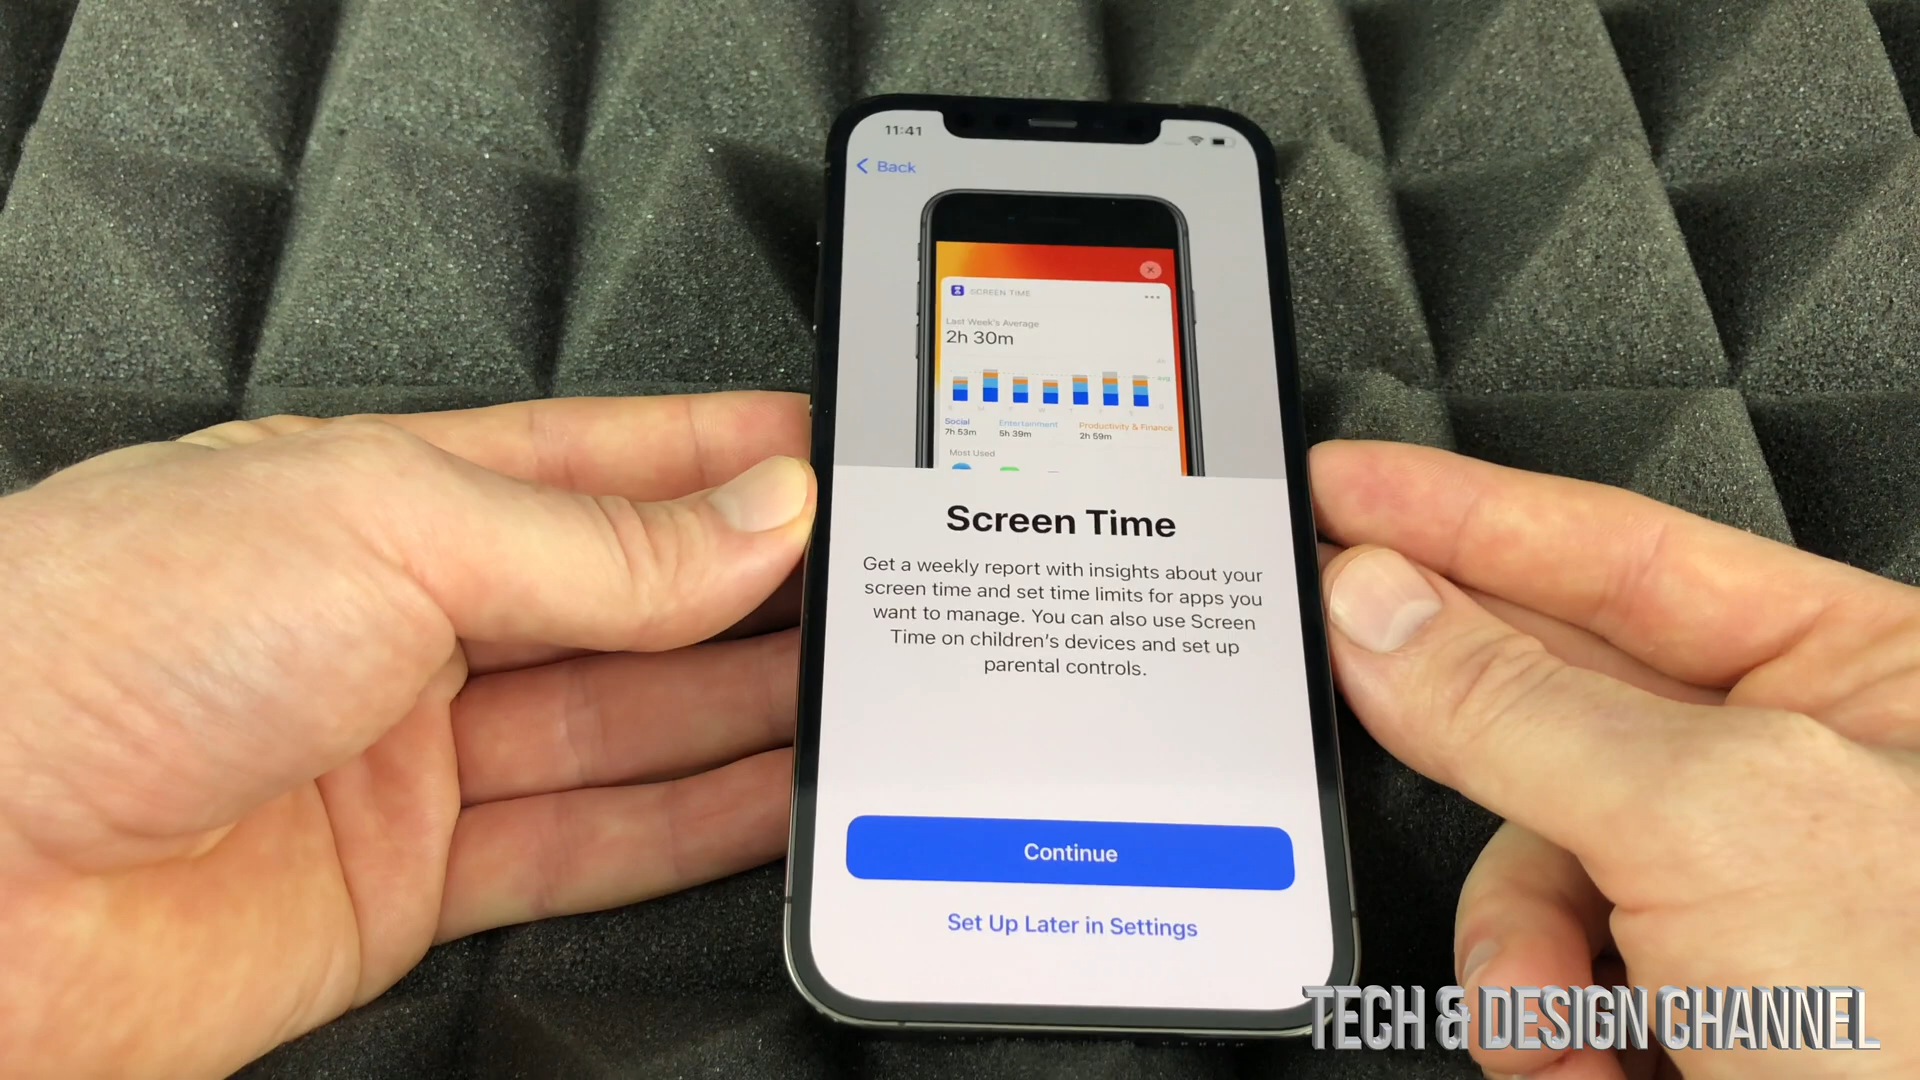 11:41
Back
SCREEN TIME
Last Week's Average
2h 30m
avg
Social
Entertainment
Productivity & Finance
7h 53m
5h 39m
2h 59m
Most Used
Screen Time
Get a weekly report with insights about your
screen time and set time limits for apps you
want to manage. You can also use Screen
Time on children's devices and set up
parental controls.
Continue
Set Up Later in Settings
TECH & DESIGN CHANNEL